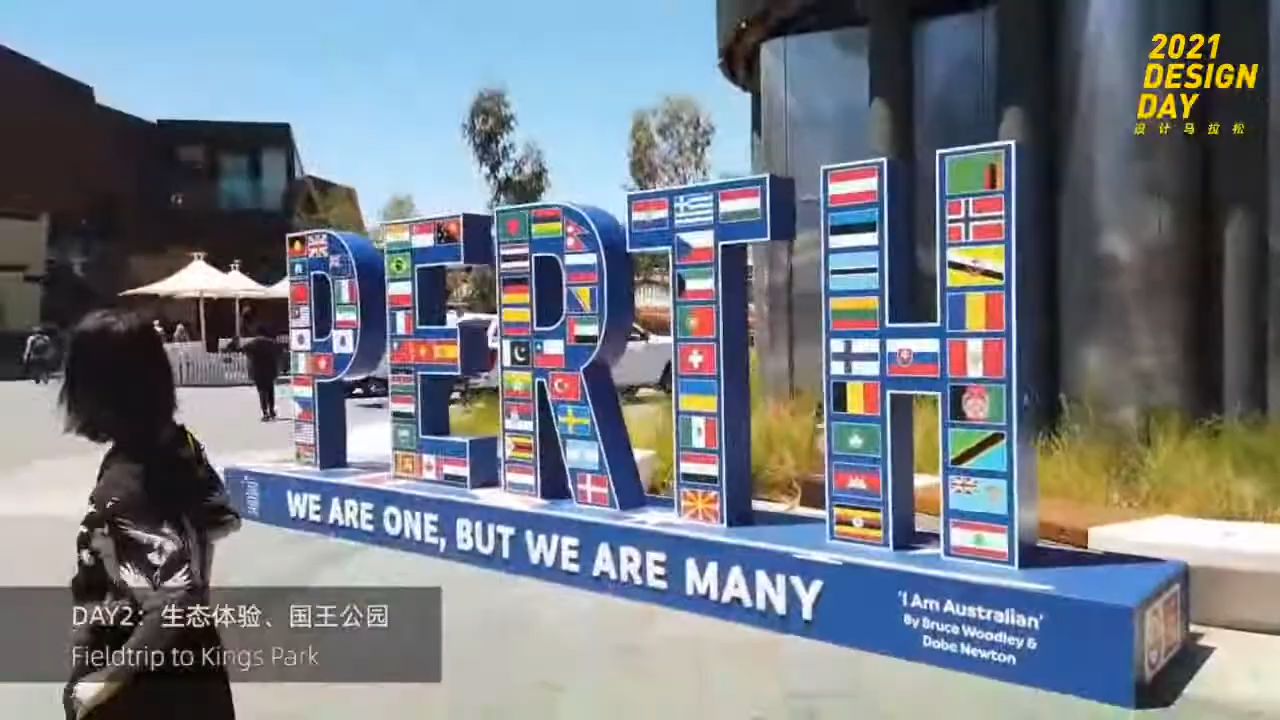 2021
DESIGN
DAY
设计马拉松
PERTH
WE ARE ONE, BUT WE ARE MANY
'I Am Australian'
By Bruce Woodley &
Dobe Newton
DAY2：生态体验、国王公园
Fieldtrip to Kings Park